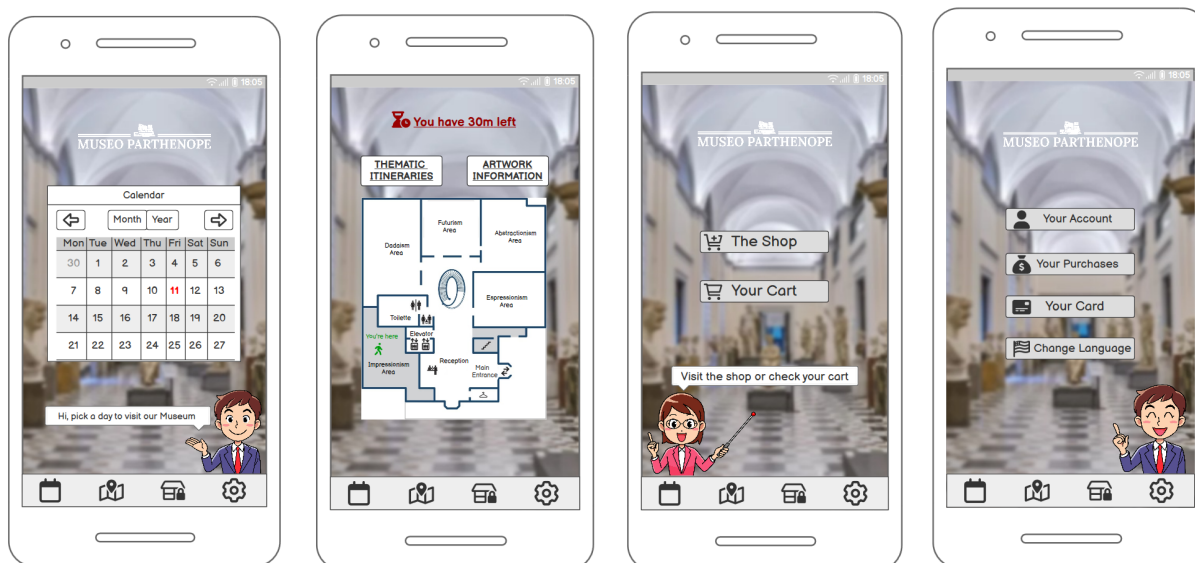 18:05
MUSEO PARTHENOPE
Calendar
Month Year
Mon Tue Wed Thu Fri Sat Sun
30 1 2 3 4 5 6
7 8 9 10 11 12 13
14 15 16 17 18 19 20
21 22 23 24 25 26 27
Hi, pick a day to visit our Museum
18:05
You have 30m left
THEMATIC
ITINERARIES
ARTWORK
INFORMATION
Futurism
Area
Abstractionism
Area
Dadaism
Area
Espressionism
Area
Toilette
You're here
Elevator
Impressionism
Area
Reception
Main
Entrance
18:05
MUSEO PARTHENOPE
The Shop
Your Cart
Visit the shop or check your cart
18:05
MUSEO PARTHENOPE
Your Account
$
Your Purchases
Your Card
Change Language